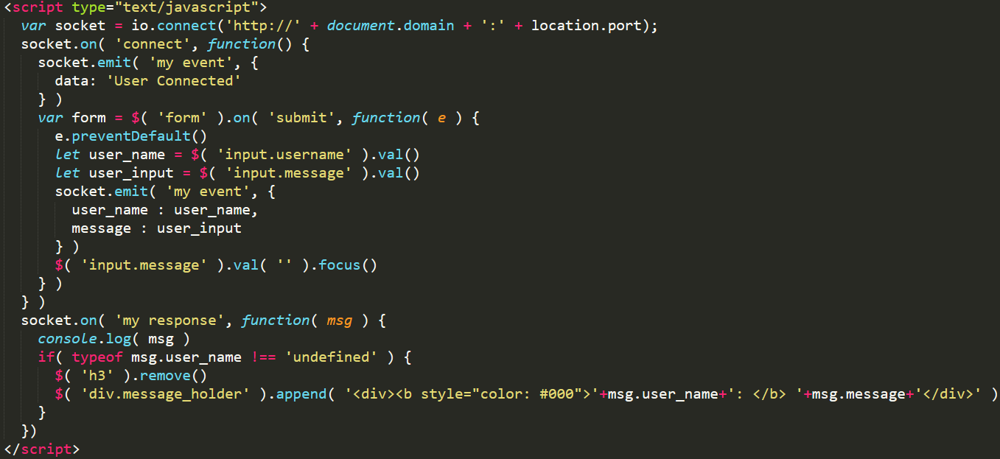 <script type="text/javascript">
  var socket = io.connect('http://' + document.domain + ':' + location.port);
  socket.on( 'connect', function() {
    socket.emit( 'my event', {
      data: 'User Connected'
    } )
    var form = $( 'form' ).on( 'submit', function( e ) {
      e.preventDefault()
      let user_name = $( 'input.username' ).val()
      let user_input = $( 'input.message' ).val()
      socket.emit( 'my event', {
        user_name : user_name,
        message : user_input
      } )
      $( 'input.message' ).val( '' ).focus()
    } )
  } )
  socket.on( 'my response', function( msg ) {
    console.log( msg )
    if( typeof msg.user_name !== 'undefined' ) {
      $( 'h3' ).remove()
      $( 'div.message_holder' ).append( '<div><b style="color: #000">'+msg.user_name+': </b> '+msg.message+'</div>' )
    }
  })
</script>